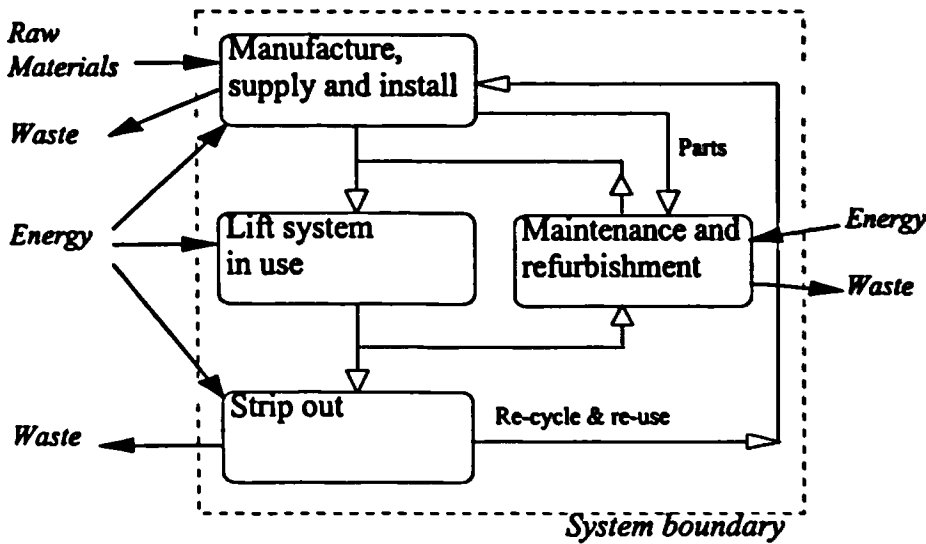 Raw
Materials
Manufacture,
supply and install
Waste
Parts
Energy
Lift system
in use
Maintenance and
refurbishment
Energy
Waste
Strip out
Re-cycle & re-use
Waste
System boundary